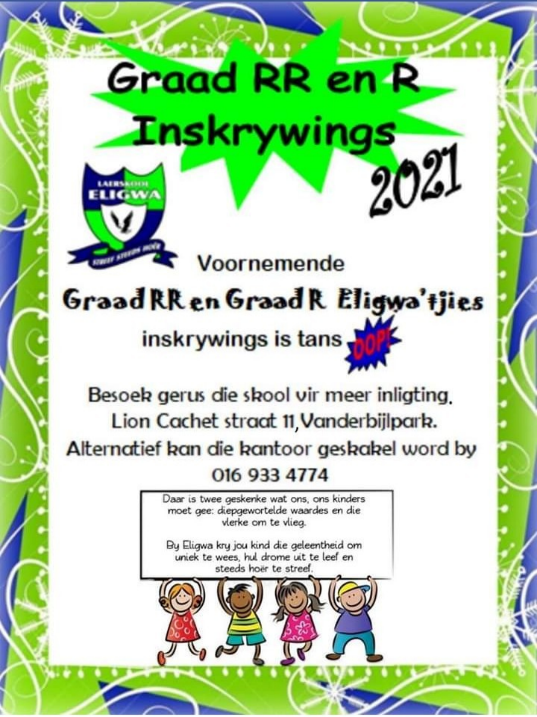 Graad RR en R
Inskrywings
2021
LAERSKOOL
ELIGWA
STREEF STEEDS HOËR
Voornemende
Graad RR en Graad R Eligwa'tjies
inskrywings is tans OOP!
Besoek gerus die skool vir meer inligting.
Lion Cachet straat 11, Vanderbijlpark.
Alternatief kan die kantoor geskakel word by
016 933 4774
Daar is twee geskenke wat ons, ons kinders
moet gee: diepgewortelde waardes en die
vlerke om te vlieg.
By Eligwa kry jou kind die geleentheid om
uniek te wees, hul drome uit te leef en
steeds hoër te streef.